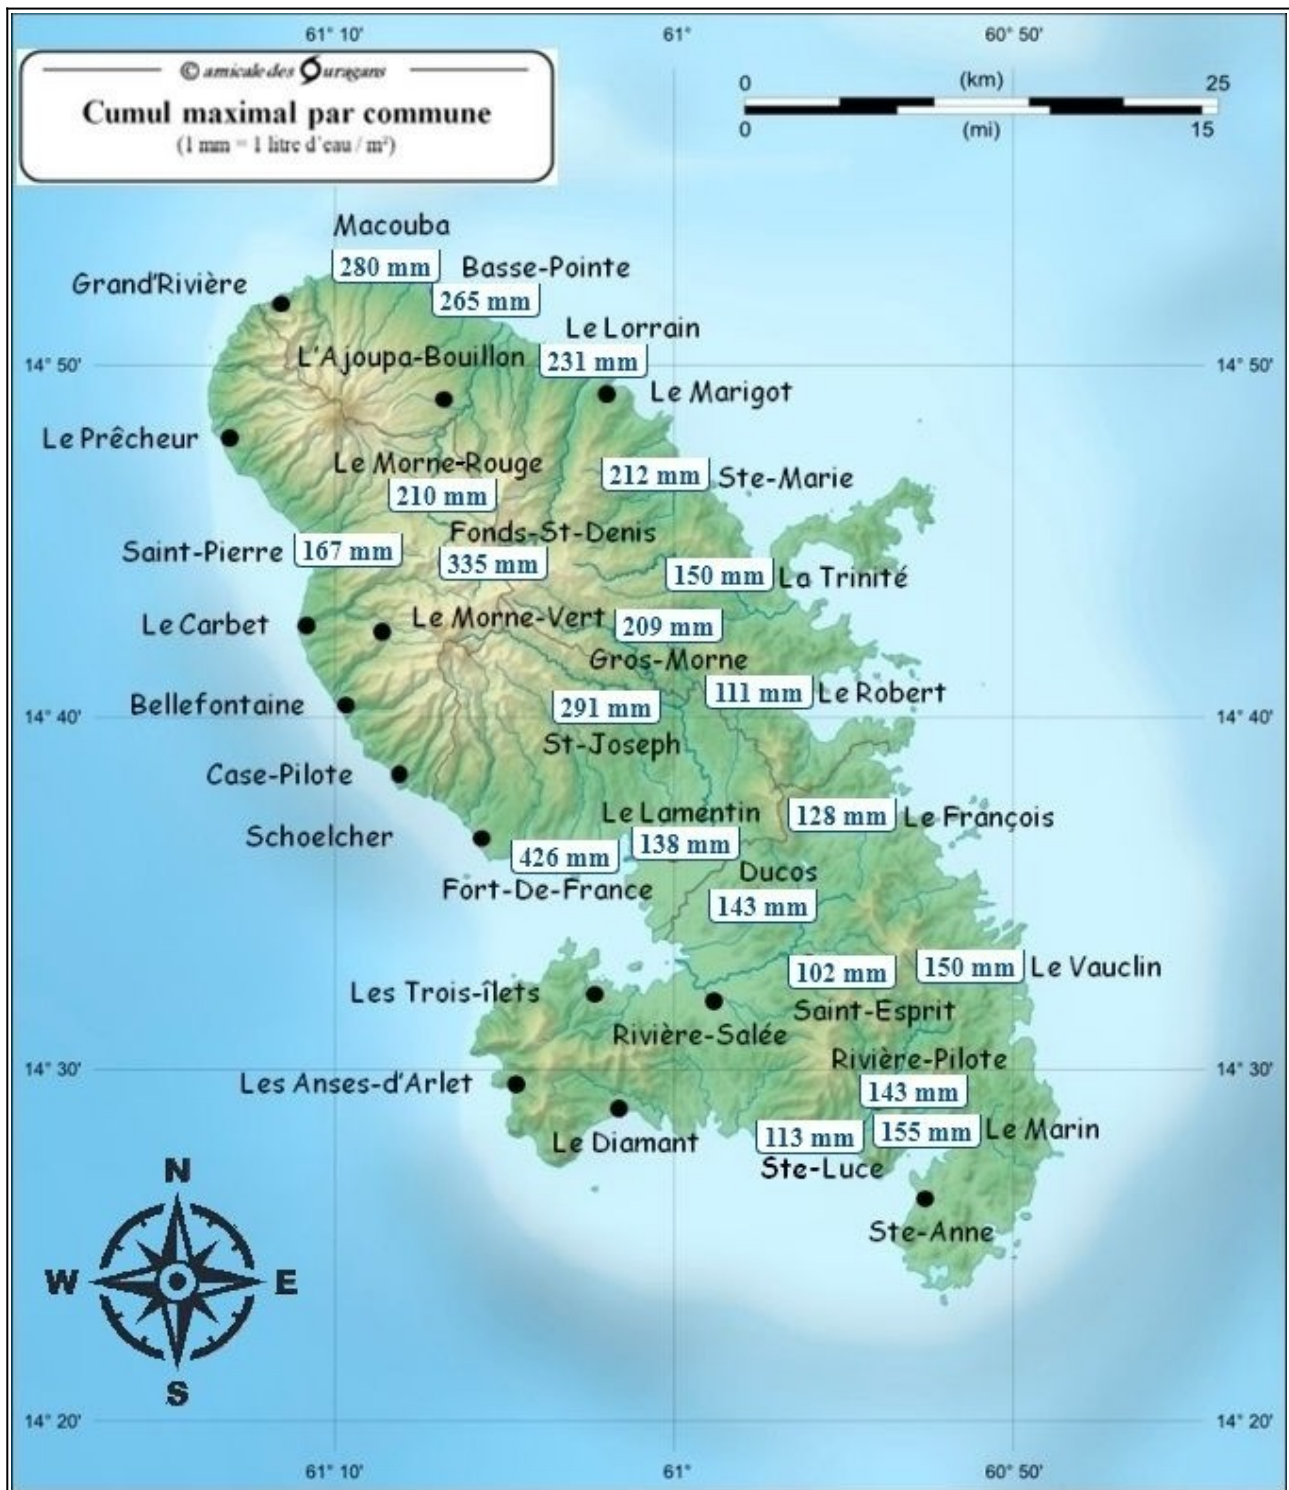 61° 10'
61°
60° 50'
© amicale des Ouragans
Cumul maximal par commune
(1 mm = 1 litre d'eau / m²)
0
(km)
25
0
(mi)
15
Macouba
280 mm
Basse-Pointe
265 mm
Grand'Rivière
Le Lorrain
231 mm
L'Ajoupa-Bouillon
14° 50'
14° 50'
Le Marigot
Le Prêcheur
Le Morne-Rouge
210 mm
212 mm
Ste-Marie
Fonds-St-Denis
335 mm
Saint-Pierre
167 mm
150 mm
La Trinité
Le Carbet
Le Morne-Vert
209 mm
Gros-Morne
111 mm
Le Robert
Bellefontaine
291 mm
St-Joseph
14° 40'
14° 40'
Case-Pilote
Le Lamentin
138 mm
128 mm
Le François
Schoelcher
426 mm
Fort-De-France
Ducos
143 mm
102 mm
Saint-Esprit
150 mm
Le Vauclin
Les Trois-îlets
Rivière-Salée
Rivière-Pilote
143 mm
14° 30'
14° 30'
Les Anses-d'Arlet
Le Diamant
113 mm
Ste-Luce
155 mm
Le Marin
Ste-Anne
N
W
E
S
14° 20'
14° 20'
61° 10'
61°
60° 50'